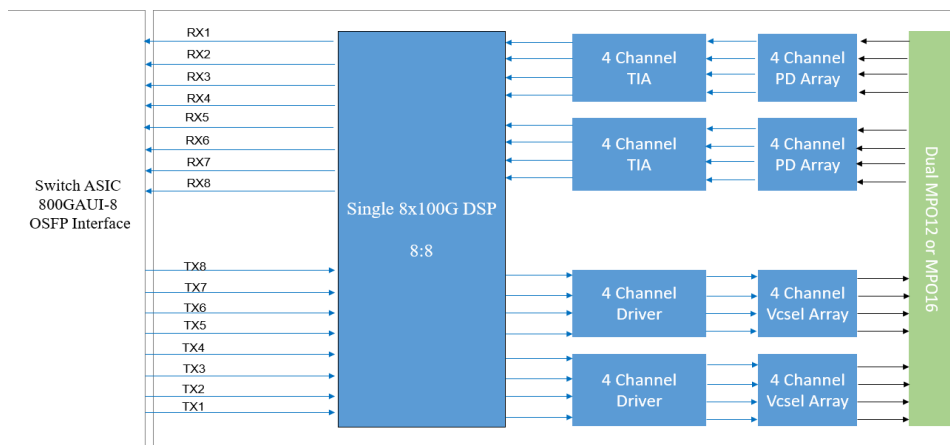 RX1
RX2
RX3
RX4
RX5
RX6
RX7
RX8
Switch ASIC
800GAUI-8
OSFP Interface
TX8
TX7
TX6
TX5
TX4
TX3
TX2
TX1
Single 8x100G DSP
8:8
4 Channel
TIA
4 Channel
PD Array
4 Channel
TIA
4 Channel
PD Array
4 Channel
Driver
4 Channel
Vcsel Array
4 Channel
Driver
4 Channel
Vcsel Array
Dual MPO12 or MPO16